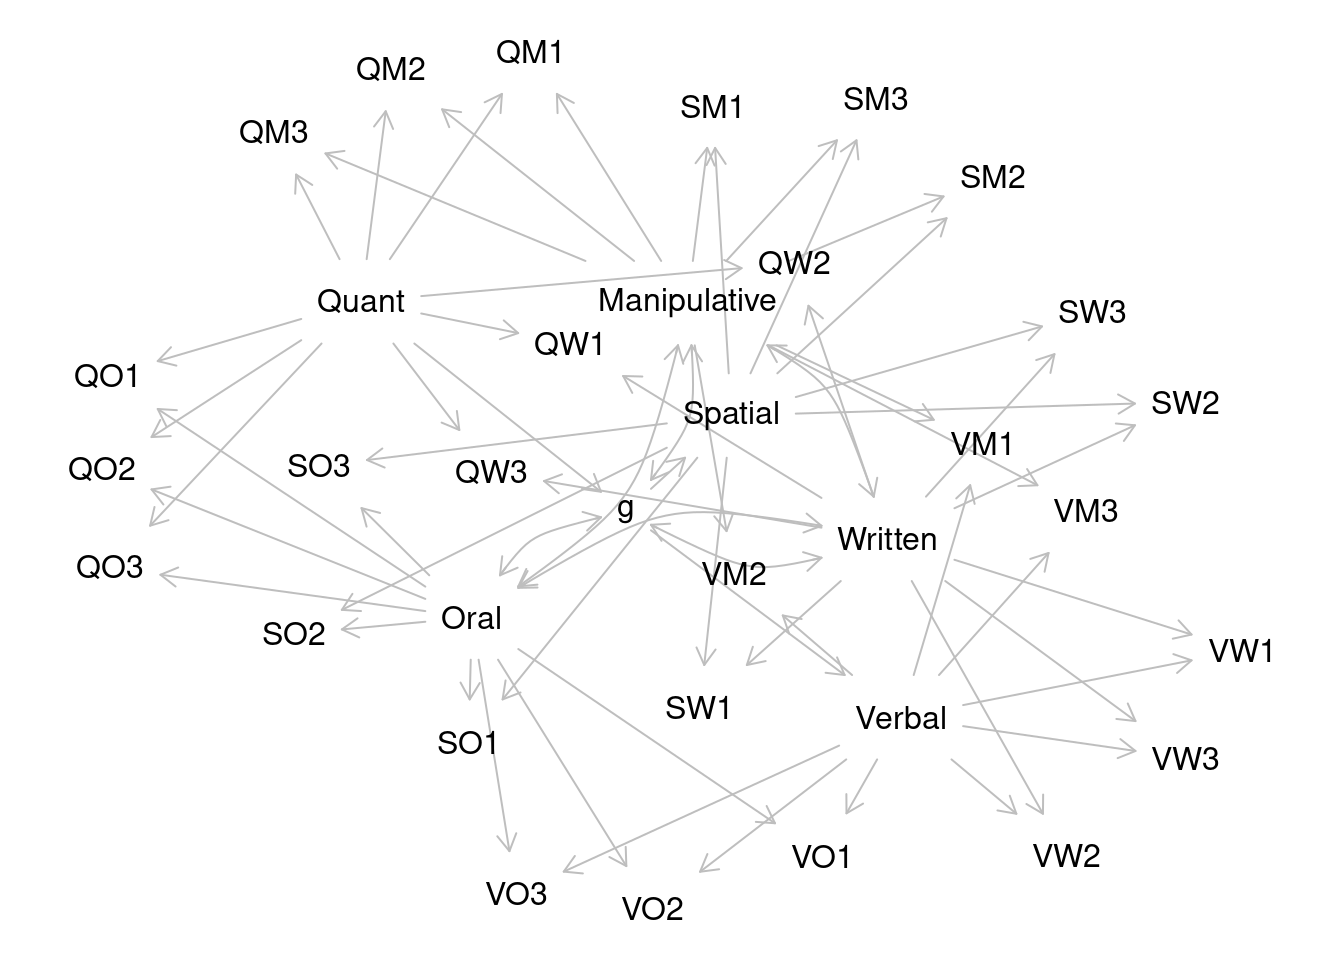 QM1
QM2
SM3
SM1
QM3
SM2
QW2
Quant
Manipulative
SW3
QW1
QO1
SW2
Spatial
VM1
SO3
QW3
QO2
g
VM3
Written
QO3
VM2
Oral
SO2
VW1
SW1
Verbal
SO1
VW3
VO1
VW2
VO3
VO2